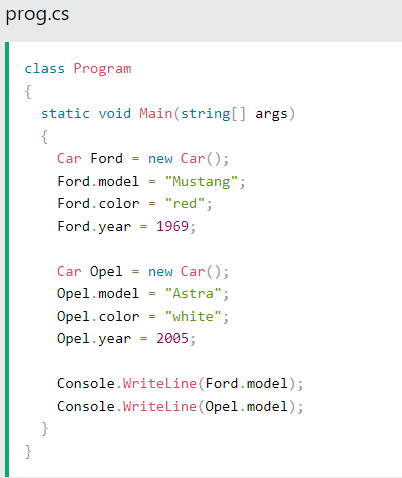 prog.cs
class Program
{
  static void Main(string[] args)
  {
    Car Ford = new Car();
    Ford.model = "Mustang";
    Ford.color = "red";
    Ford.year = 1969;

    Car Opel = new Car();
    Opel.model = "Astra";
    Opel.color = "white";
    Opel.year = 2005;

    Console.WriteLine(Ford.model);
    Console.WriteLine(Opel.model);
  }
}